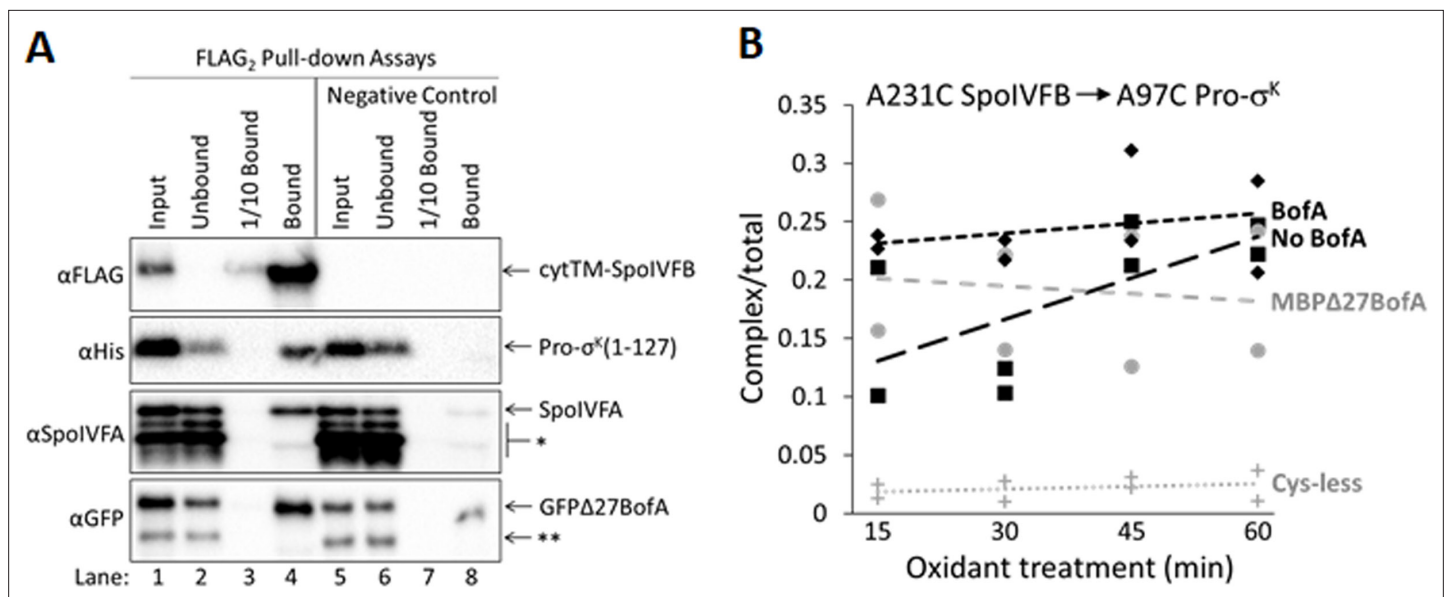 A
FLAG₂ Pull-down Assays
Negative Control
Input
Unbound
1/10 Bound
Bound
Input
Unbound
1/10 Bound
Bound
αFLAG
cytTM-SpoIVFB
αHis
Pro-σᴷ(1-127)
αSpoIVFA
SpoIVFA
*
αGFP
GFPΔ27BofA
**
Lane: 1 2 3 4 5 6 7 8
B
A231C SpoIVFB → A97C Pro-σᴷ
Complex/total
0.35
0.3
0.25
0.2
0.15
0.1
0.05
0
BofA
No BofA
MBPΔ27BofA
Cys-less
15 30 45 60
Oxidant treatment (min)